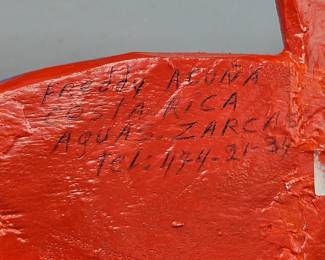 Freddy ACUÑA
COSTA RICA
AGUAS ZARCAS
Tel: 474-21-34